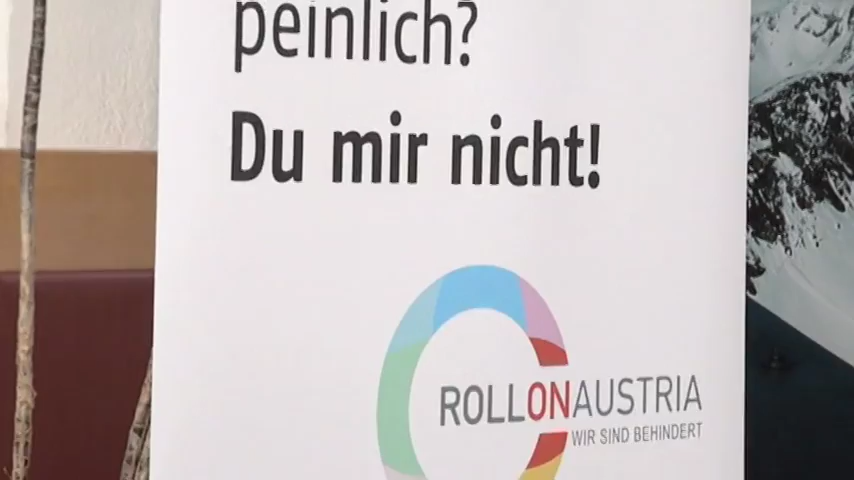 peinlich?
Du mir nicht!
ROLLONAUSTRIA
WIR SIND BEHINDERT